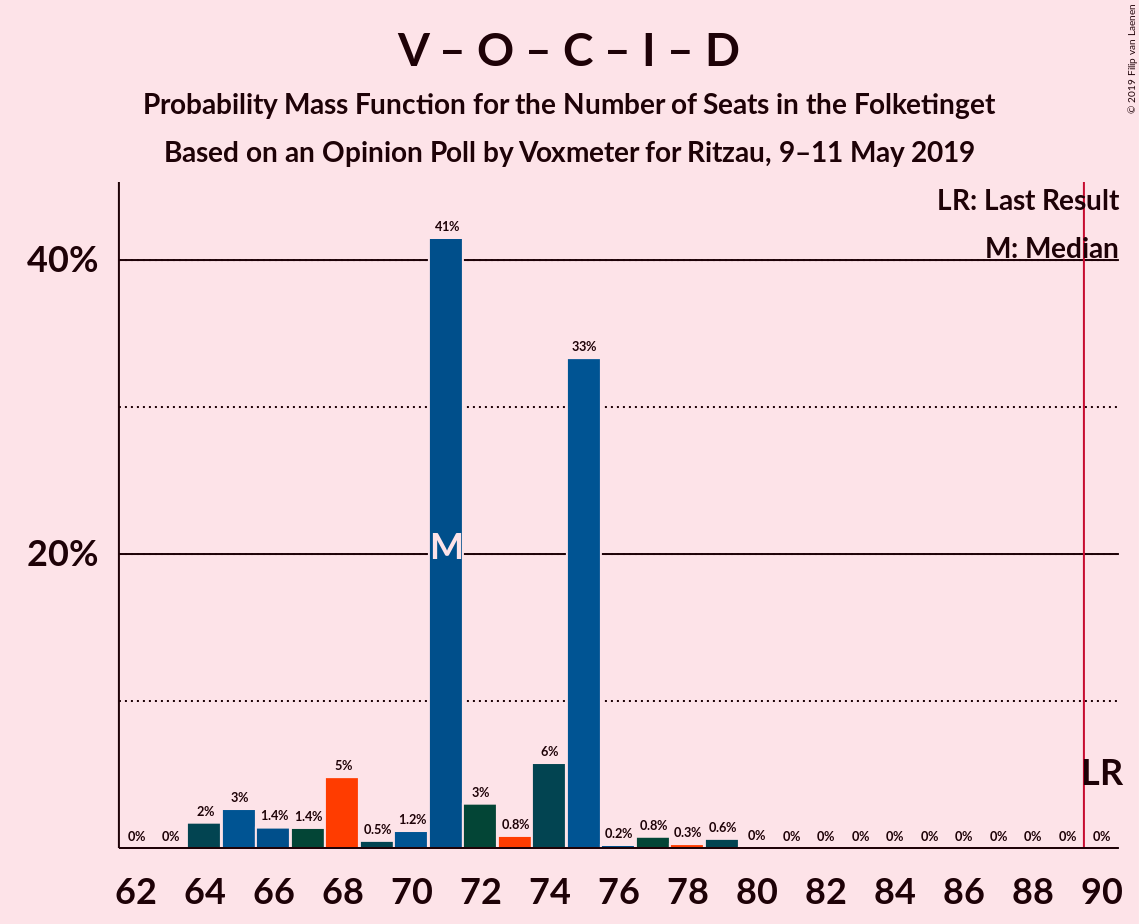 V – O – C – I – D
Probability Mass Function for the Number of Seats in the Folketinget
Based on an Opinion Poll by Voxmeter for Ritzau, 9–11 May 2019
© 2019 Filip van Laenen
LR: Last Result
M: Median
40%
20%
0% 0% 2% 3% 1.4% 1.4% 5% 0.5% 1.2% 41% 3% 0.8% 6% 33% 0.2% 0.8% 0.3% 0.6% 0% 0% 0% 0% 0% 0% 0% 0% 0% 0% 0%
M
LR
62 64 66 68 70 72 74 76 78 80 82 84 86 88 90